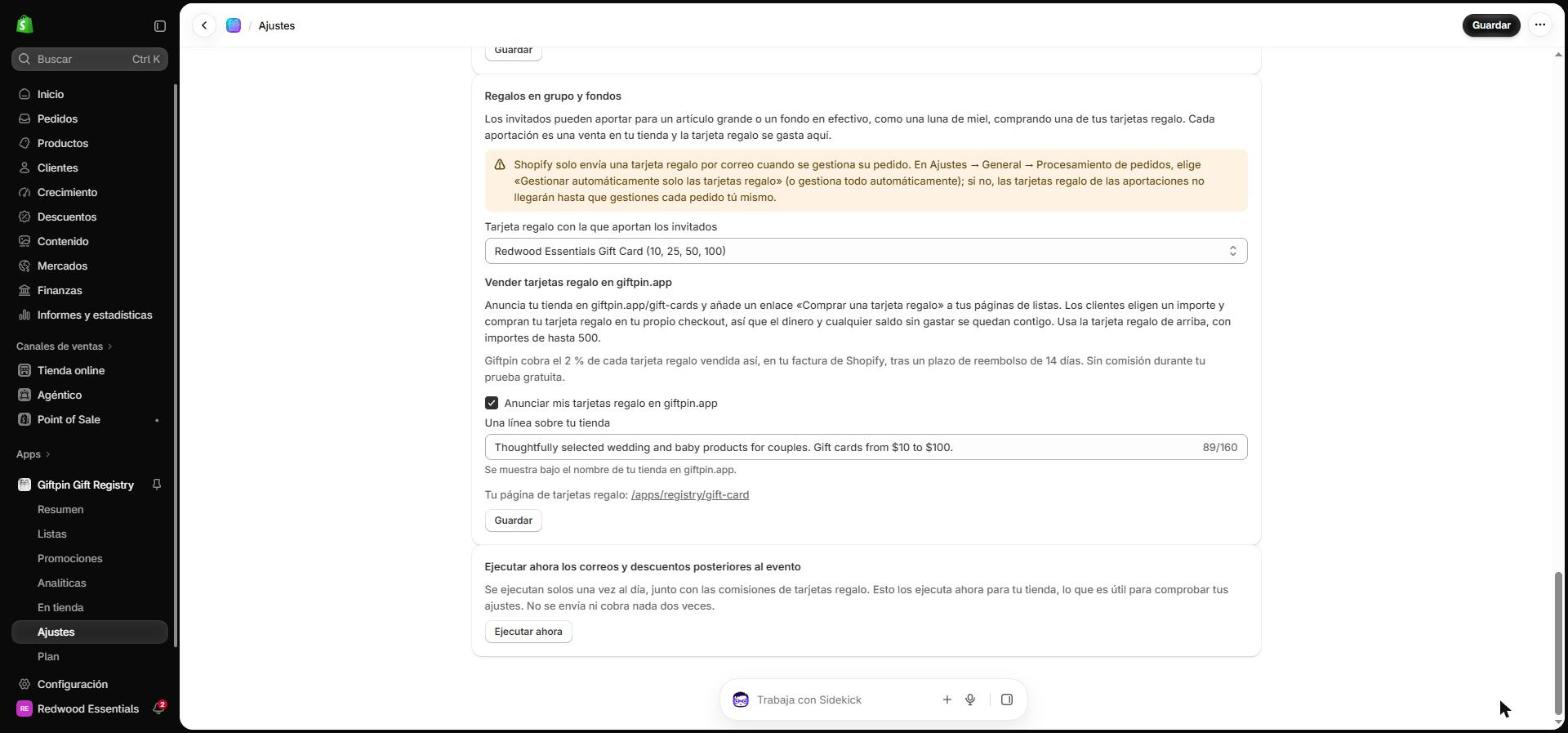 Buscar Ctrl K
Inicio
Pedidos
Productos
Clientes
Crecimiento
Descuentos
Contenido
Mercados
Finanzas
Informes y estadísticas
Canales de ventas
Tienda online
Agéntico
Point of Sale
Apps
Giftpin Gift Registry
Resumen
Listas
Promociones
Analíticas
En tienda
Ajustes
Plan
Configuración
RE Redwood Essentials 2
/ Ajustes
Guardar
Guardar
Regalos en grupo y fondos
Los invitados pueden aportar para un artículo grande o un fondo en efectivo, como una luna de miel, comprando una de tus tarjetas regalo. Cada
aportación es una venta en tu tienda y la tarjeta regalo se gasta aquí.
Shopify solo envía una tarjeta regalo por correo cuando se gestiona su pedido. En Ajustes → General → Procesamiento de pedidos, elige
«Gestionar automáticamente solo las tarjetas regalo» (o gestiona todo automáticamente); si no, las tarjetas regalo de las aportaciones no
llegarán hasta que gestiones cada pedido tú mismo.
Tarjeta regalo con la que aportan los invitados
Redwood Essentials Gift Card (10, 25, 50, 100)
Vender tarjetas regalo en giftpin.app
Anuncia tu tienda en giftpin.app/gift-cards y añade un enlace «Comprar una tarjeta regalo» a tus páginas de listas. Los clientes eligen un importe y
compran tu tarjeta regalo en tu propio checkout, así que el dinero y cualquier saldo sin gastar se quedan contigo. Usa la tarjeta regalo de arriba, con
importes de hasta 500.
Giftpin cobra el 2 % de cada tarjeta regalo vendida así, en tu factura de Shopify, tras un plazo de reembolso de 14 días. Sin comisión durante tu
prueba gratuita.
Anunciar mis tarjetas regalo en giftpin.app
Una línea sobre tu tienda
Thoughtfully selected wedding and baby products for couples. Gift cards from $10 to $100. 89/160
Se muestra bajo el nombre de tu tienda en giftpin.app.
Tu página de tarjetas regalo: /apps/registry/gift-card
Guardar
Ejecutar ahora los correos y descuentos posteriores al evento
Se ejecutan solos una vez al día, junto con las comisiones de tarjetas regalo. Esto los ejecuta ahora para tu tienda, lo que es útil para comprobar tus
ajustes. No se envía ni cobra nada dos veces.
Ejecutar ahora
Trabaja con Sidekick